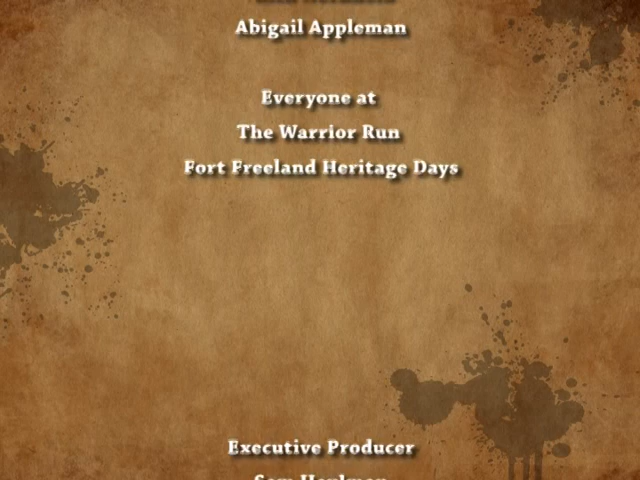 Abigail Appleman
Everyone at
The Warrior Run
Fort Freeland Heritage Days
Executive Producer